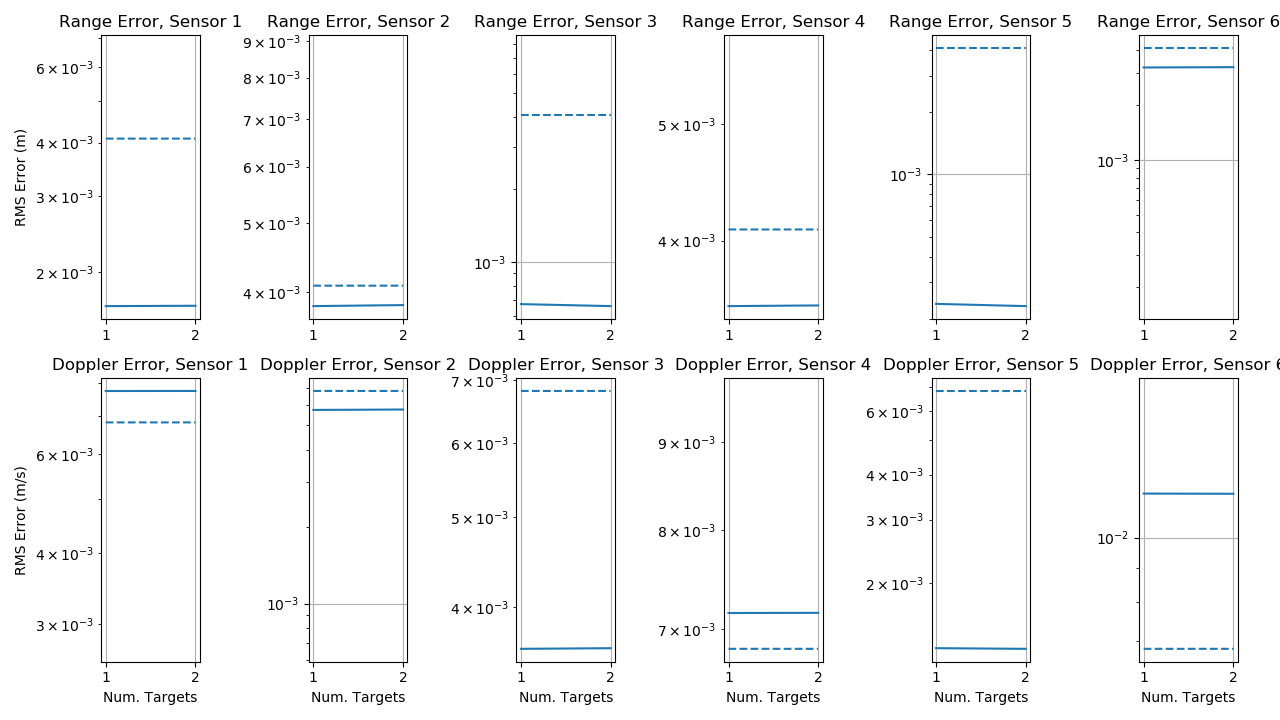 Range Error, Sensor 1 Range Error, Sensor 2 Range Error, Sensor 3 Range Error, Sensor 4 Range Error, Sensor 5 Range Error, Sensor 6
RMS Error (m)
6 × 10⁻³
4 × 10⁻³
3 × 10⁻³
2 × 10⁻³
1 2
9 × 10⁻³
8 × 10⁻³
7 × 10⁻³
6 × 10⁻³
5 × 10⁻³
4 × 10⁻³
1 2
10⁻³
1 2
5 × 10⁻³
4 × 10⁻³
1 2
10⁻³
1 2
10⁻³
1 2
Doppler Error, Sensor 1 Doppler Error, Sensor 2 Doppler Error, Sensor 3 Doppler Error, Sensor 4 Doppler Error, Sensor 5 Doppler Error, Sensor 6
RMS Error (m/s)
6 × 10⁻³
4 × 10⁻³
3 × 10⁻³
1 2
Num. Targets
10⁻³
1 2
Num. Targets
7 × 10⁻³
6 × 10⁻³
5 × 10⁻³
4 × 10⁻³
1 2
Num. Targets
9 × 10⁻³
8 × 10⁻³
7 × 10⁻³
1 2
Num. Targets
6 × 10⁻³
4 × 10⁻³
3 × 10⁻³
2 × 10⁻³
1 2
Num. Targets
10⁻²
1 2
Num. Targets